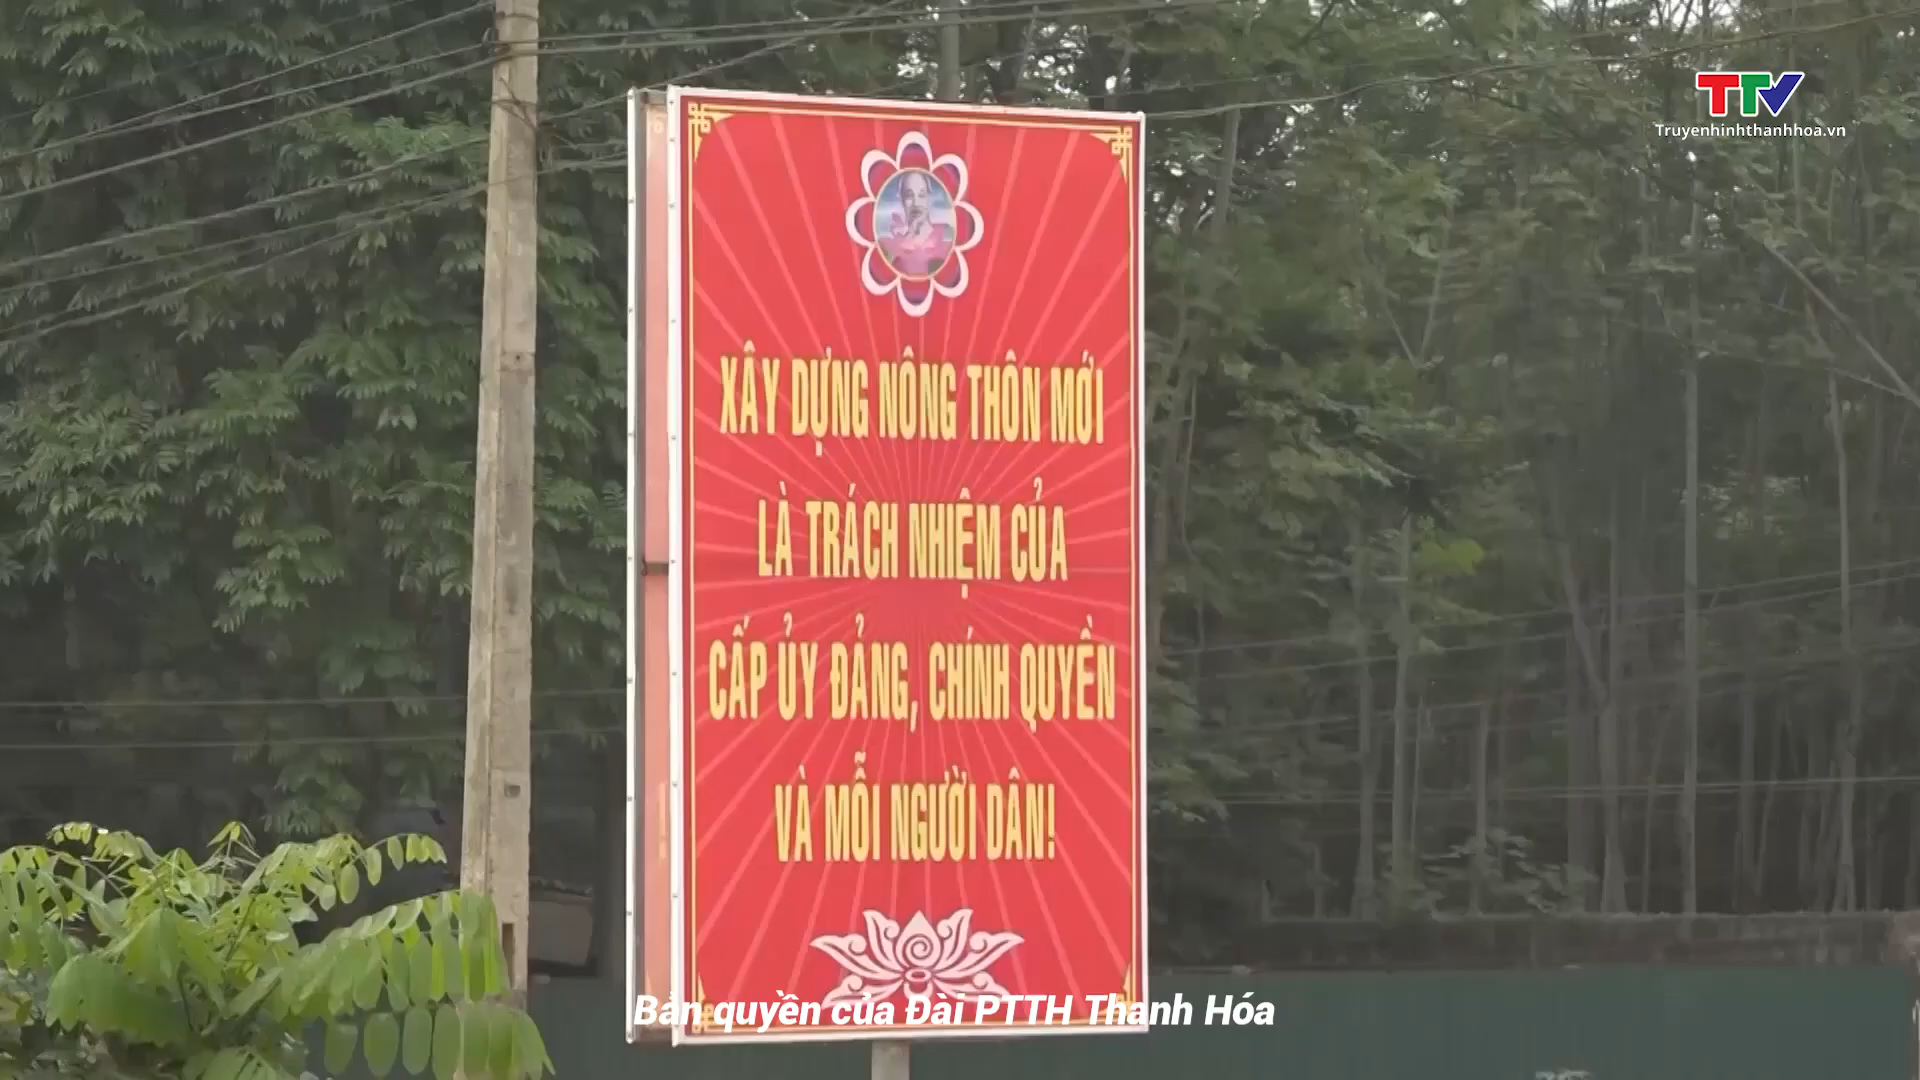 TTV
Truyenhinhthanhhoa.vn
XÂY DỰNG NÔNG THÔN MỚI
LÀ TRÁCH NHIỆM CỦA
CẤP ỦY ĐẢNG, CHÍNH QUYỀN
VÀ MỖI NGƯỜI DÂN!
Bản quyền của Đài PTTH Thanh Hóa